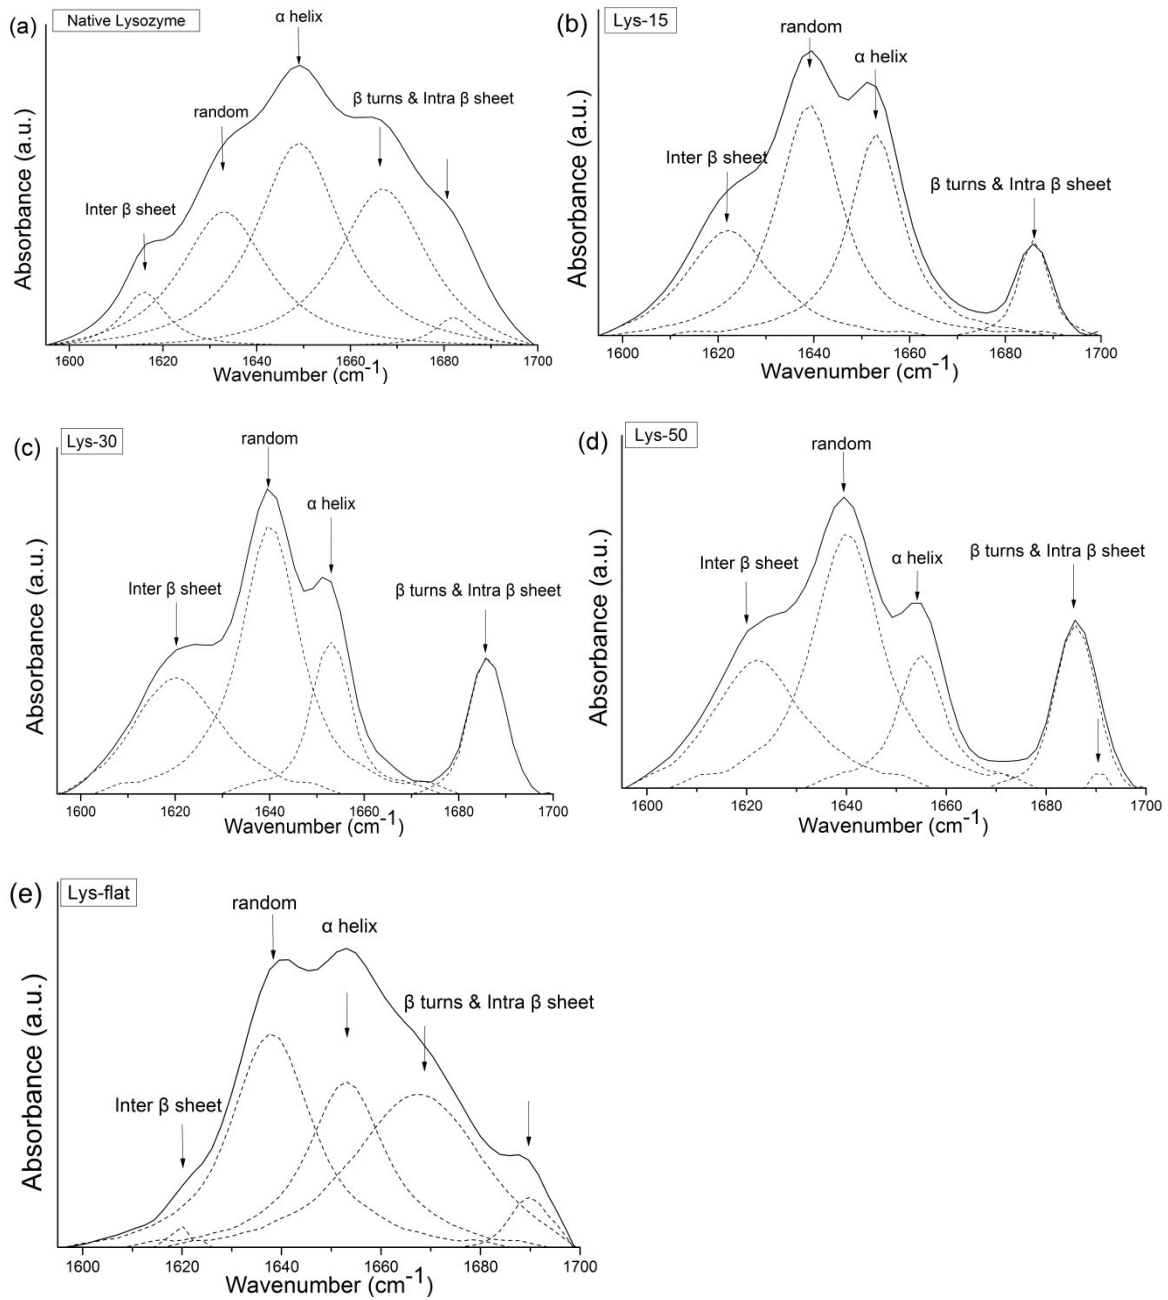 (a)
Native Lysozyme
α helix
random
β turns & Intra β sheet
Inter β sheet
Absorbance (a.u.)
1600 1620 1640 1660 1680 1700
Wavenumber (cm-1)
(b)
Lys-15
random
α helix
Inter β sheet
β turns & Intra β sheet
Absorbance (a.u.)
1600 1620 1640 1660 1680 1700
Wavenumber (cm-1)
(c)
Lys-30
random
α helix
Inter β sheet
β turns & Intra β sheet
Absorbance (a.u.)
1600 1620 1640 1660 1680 1700
Wavenumber (cm-1)
(d)
Lys-50
random
α helix
Inter β sheet
β turns & Intra β sheet
Absorbance (a.u.)
1600 1620 1640 1660 1680 1700
Wavenumber (cm-1)
(e)
Lys-flat
random
α helix
β turns & Intra β sheet
Inter β sheet
Absorbance (a.u.)
1600 1620 1640 1660 1680 1700
Wavenumber (cm-1)